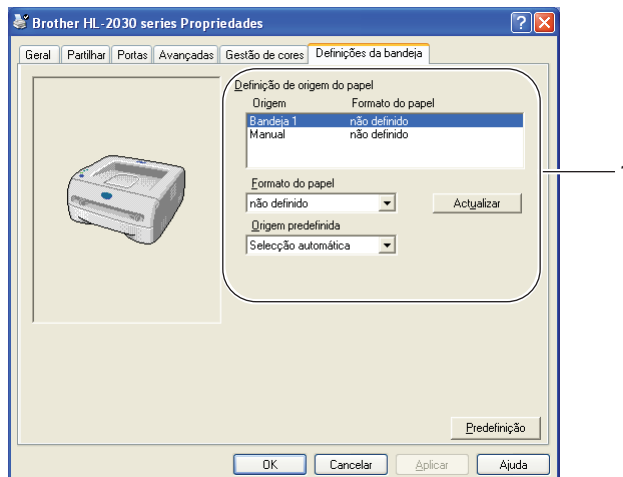 Brother HL-2030 series Propriedades
Geral Partilhar Portas Avançadas Gestão de cores Definições da bandeja
Definição de origem do papel
Origem Formato do papel
Bandeja 1 não definido
Manual não definido
Formato do papel
não definido Actualizar
Origem predefinida
Selecção automática
Predefinição
OK Cancelar Aplicar Ajuda